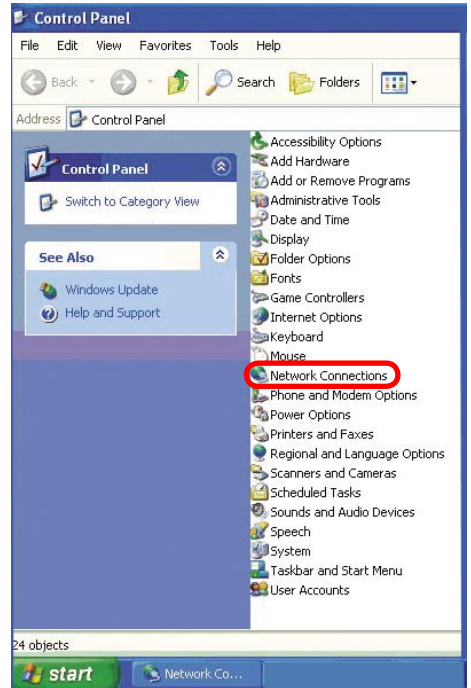 Control Panel
File Edit View Favorites Tools Help
Back Search Folders
Address Control Panel
Control Panel
Switch to Category View
See Also
Windows Update
Help and Support
Accessibility Options
Add Hardware
Add or Remove Programs
Administrative Tools
Date and Time
Display
Folder Options
Fonts
Game Controllers
Internet Options
Keyboard
Mouse
Network Connections
Phone and Modem Options
Power Options
Printers and Faxes
Regional and Language Options
Scanners and Cameras
Scheduled Tasks
Sounds and Audio Devices
Speech
System
Taskbar and Start Menu
User Accounts
24 objects
start Network Co...